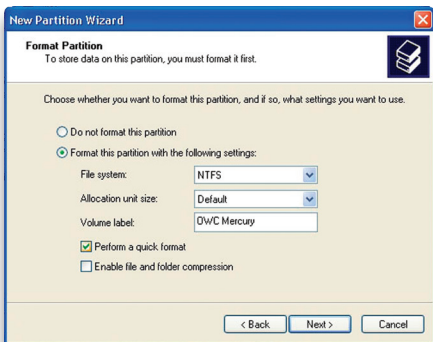 New Partition Wizard
Format Partition
To store data on this partition, you must format it first.
Choose whether you want to format this partition, and if so, what settings you want to use.
Do not format this partition
Format this partition with the following settings:
File system: NTFS
Allocation unit size: Default
Volume label: OWC Mercury
Perform a quick format
Enable file and folder compression
< Back Next > Cancel